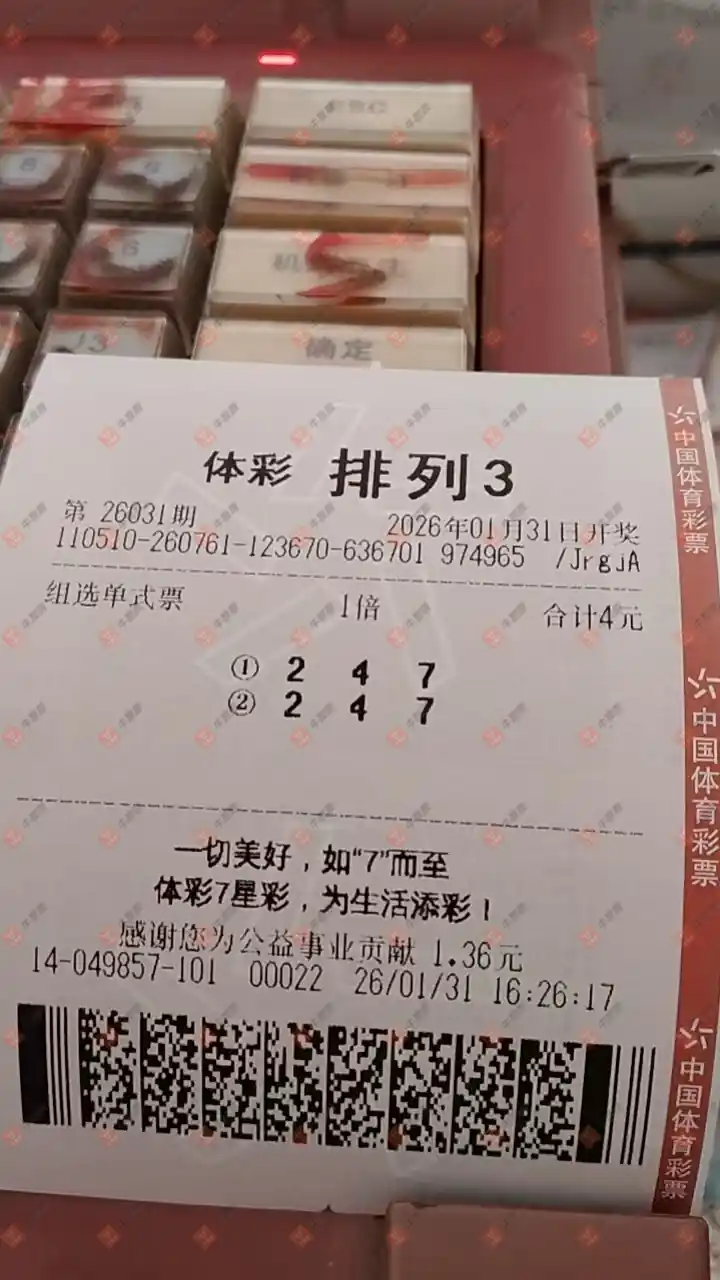 确定
体彩 排列3
第 26031期 2026年01月31日开奖
110510-260761-123670-636701 974965 /JrgjA
组选单式票 1倍 合计4元
① 2 4 7
② 2 4 7
一切美好，如“7”而至
体彩7星彩，为生活添彩！
感谢您为公益事业贡献 1.36元
14-049857-101 00022 26/01/31 16:26:17
中国体育彩票
中国体育彩票
中国体育彩票